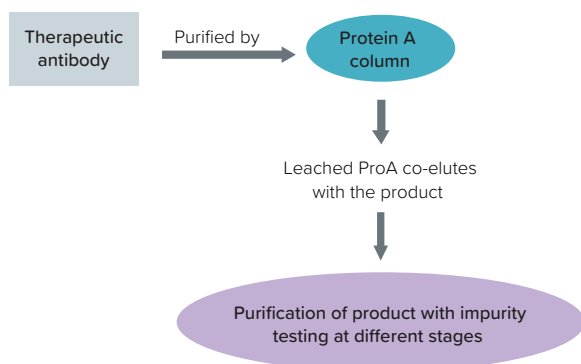 Therapeutic
antibody
Purified by
Protein A
column
Leached ProA co-elutes
with the product
Purification of product with impurity
testing at different stages